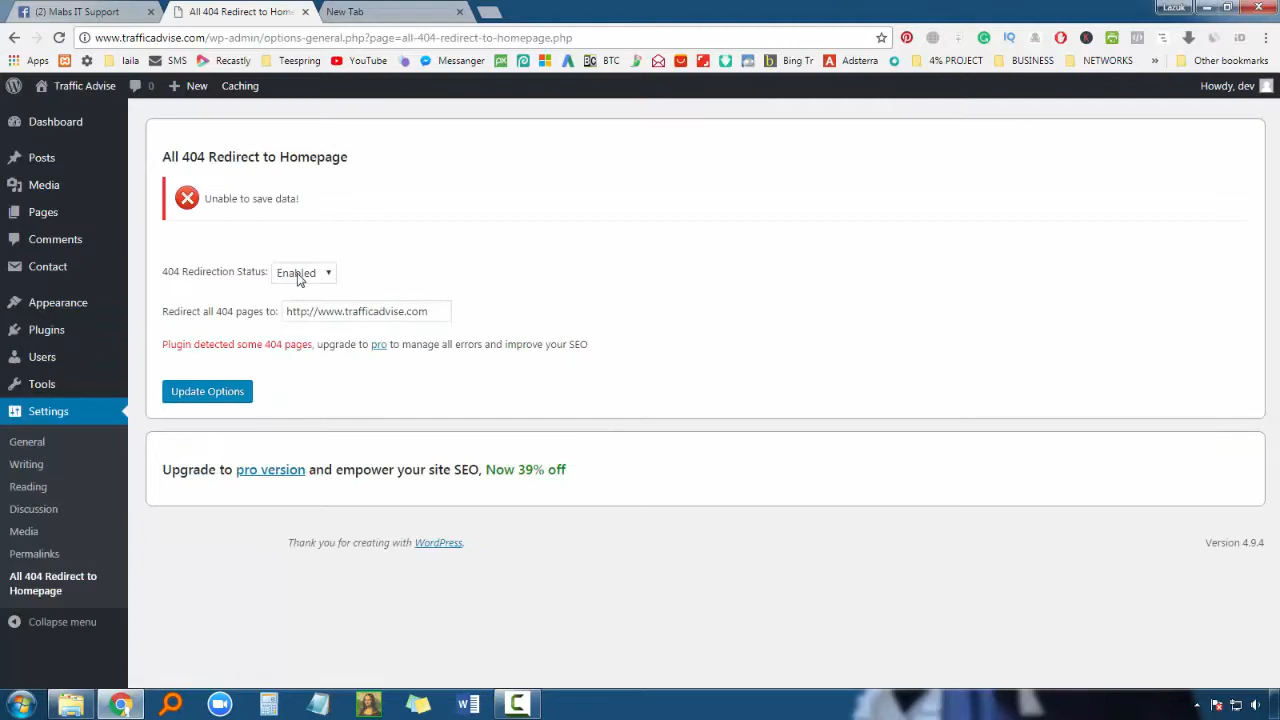 (2) Mabs IT Support
All 404 Redirect to Home
New Tab
Lazuk
www.trafficadvise.com/wp-admin/options-general.php?page=all-404-redirect-to-homepage.php
Apps
laila
SMS
Recastly
Teespring
YouTube
Messanger
BTC
Bing Tr
Adsterra
4% PROJECT
BUSINESS
NETWORKS
Other bookmarks
Traffic Advise
0
New
Caching
Howdy, dev
Dashboard
Posts
Media
Pages
Comments
Contact
Appearance
Plugins
Users
Tools
Settings
General
Writing
Reading
Discussion
Media
Permalinks
All 404 Redirect to
Homepage
Collapse menu
All 404 Redirect to Homepage
Unable to save data!
404 Redirection Status: Enabled
Redirect all 404 pages to: http://www.trafficadvise.com
Plugin detected some 404 pages, upgrade to pro to manage all errors and improve your SEO
Update Options
Upgrade to pro version and empower your site SEO, Now 39% off
Thank you for creating with WordPress.
Version 4.9.4